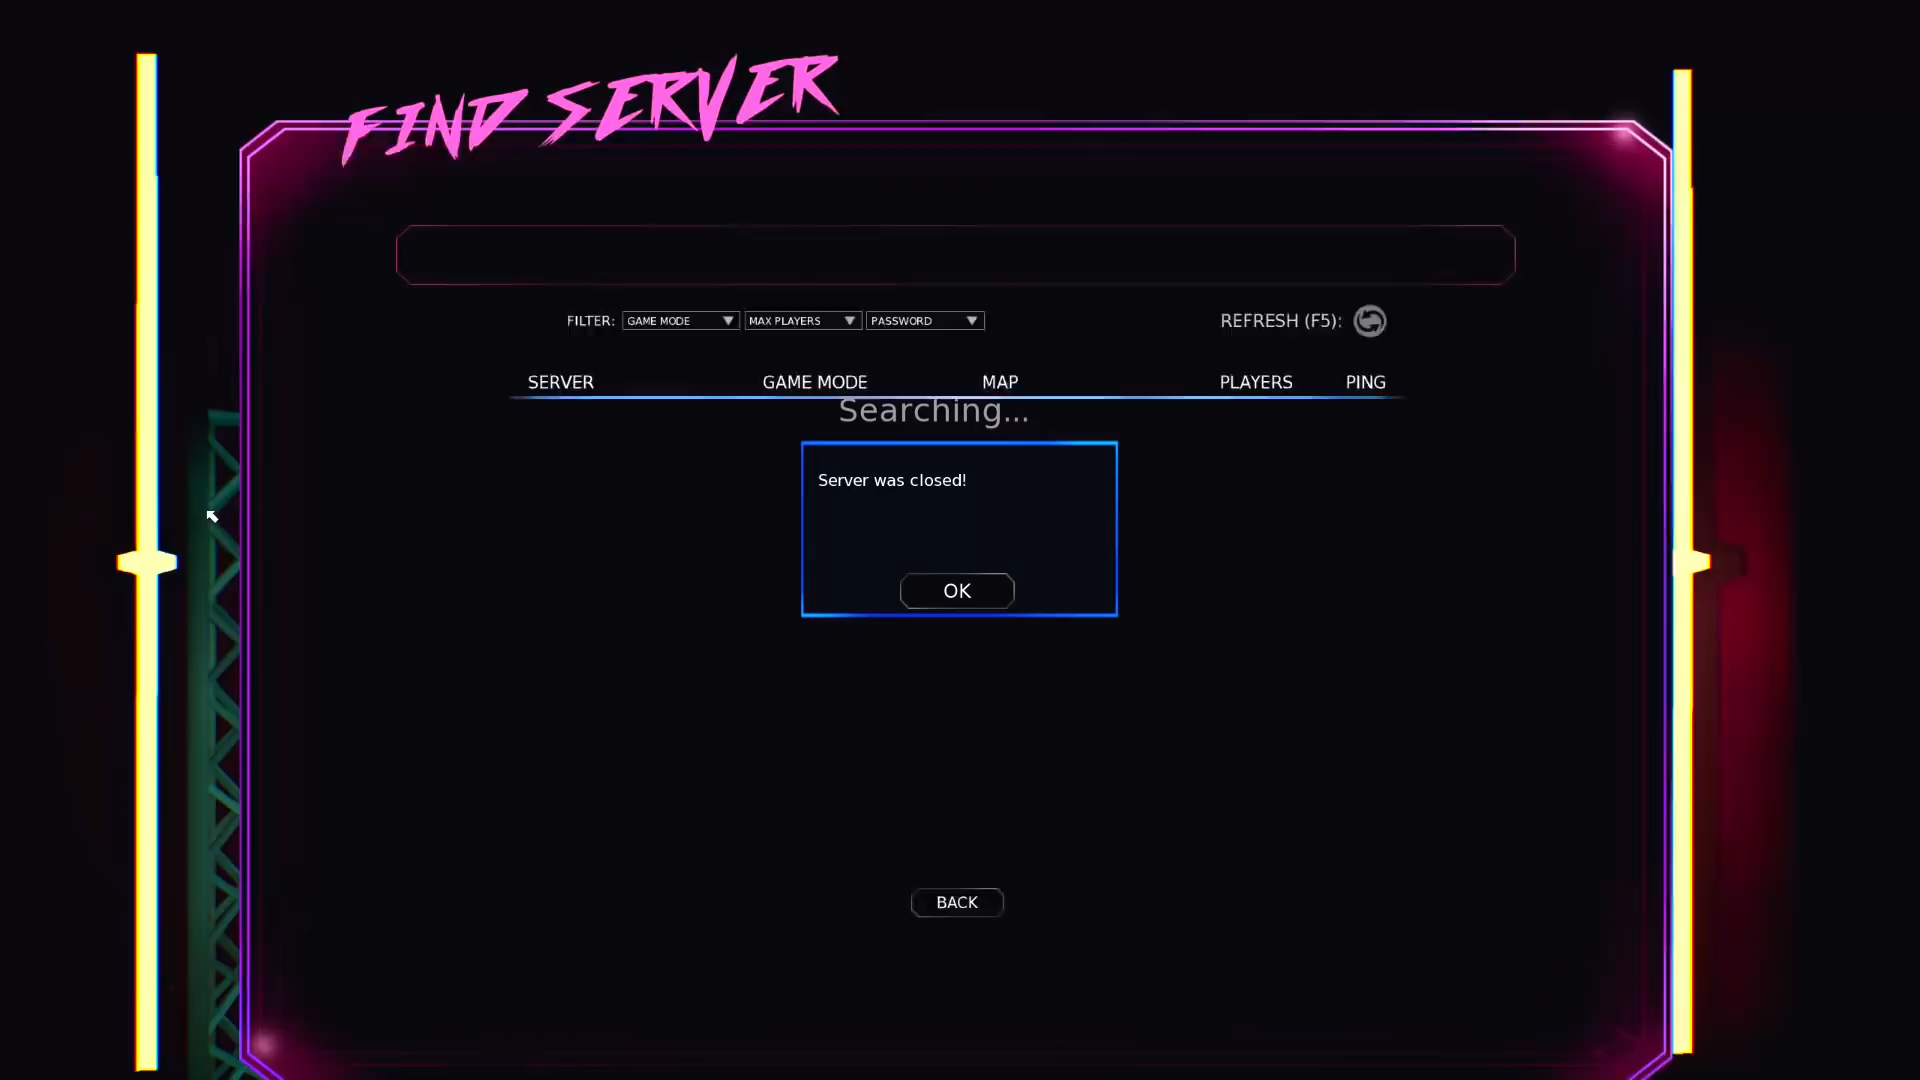 FIND SERVER
FILTER: GAME MODE MAX PLAYERS PASSWORD REFRESH (F5):
SERVER GAME MODE MAP PLAYERS PING
Searching...
Server was closed!
OK
BACK